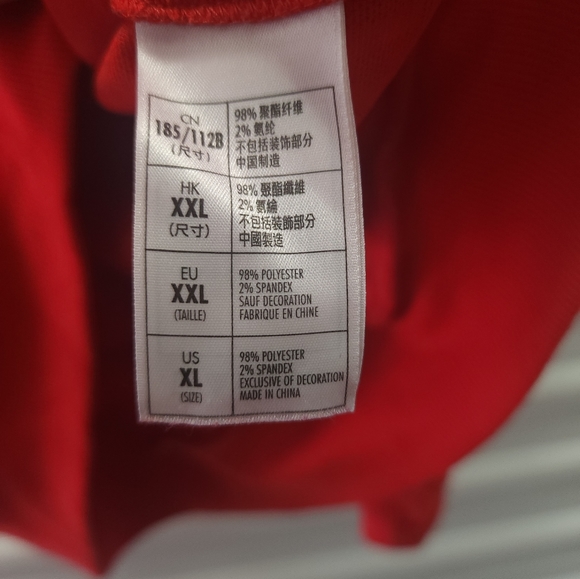 CN
185/112B
(尺寸)
98% 聚酯纤维
2% 氨纶
不包括装饰部分
中国制造
HK
XXL
(尺寸)
98% 聚酯纖維
2% 氨綸
不包括裝飾部分
中國製造
EU
XXL
(TAILLE)
98% POLYESTER
2% SPANDEX
SAUF DECORATION
FABRIQUE EN CHINE
US
XL
(SIZE)
98% POLYESTER
2% SPANDEX
EXCLUSIVE OF DECORATION
MADE IN CHINA